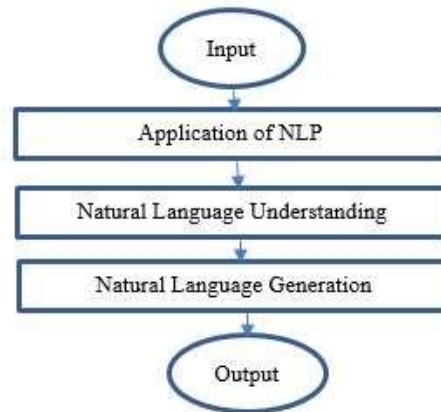 Input
Application of NLP
Natural Language Understanding
Natural Language Generation
Output